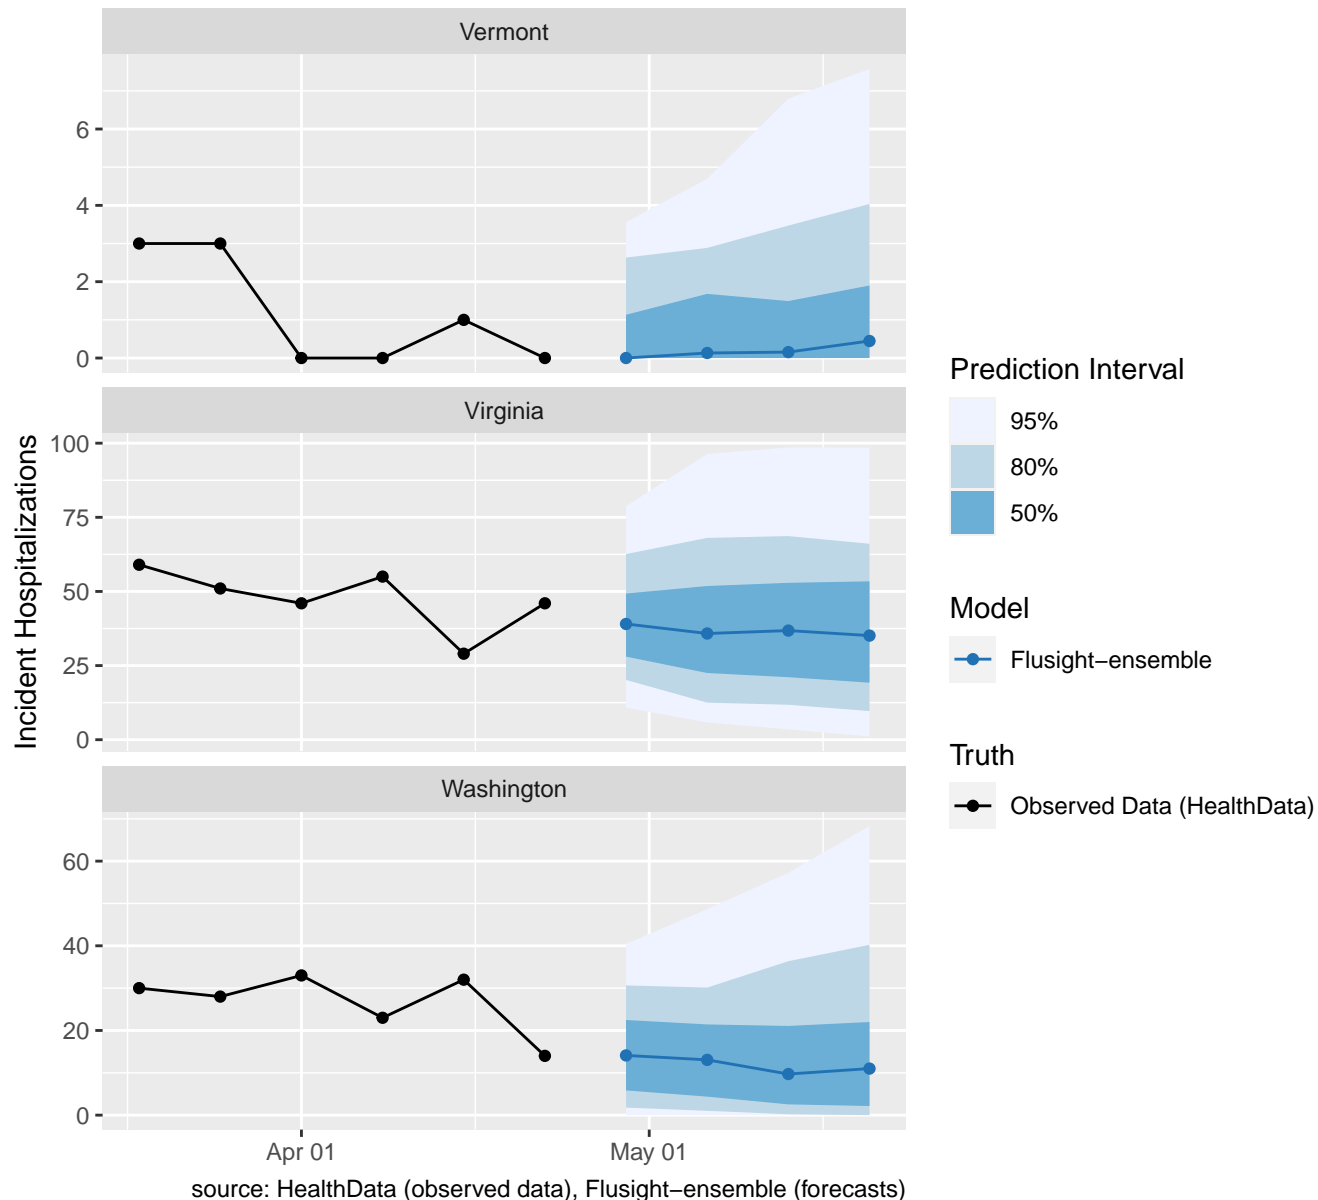 Vermont
6
4
2
0
Virginia
100
75
50
25
0
Washington
60
40
20
0
Apr 01
May 01
Incident Hospitalizations
source: HealthData (observed data), Flusight−ensemble (forecasts)
Prediction Interval
95%
80%
50%
Model
Flusight−ensemble
Truth
Observed Data (HealthData)